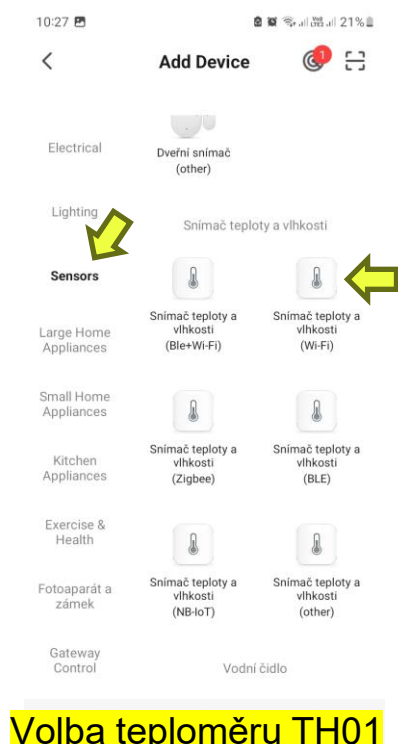 10:27
21%
Add Device
1
Electrical
Dveřní snímač
(other)
Lighting
Snímač teploty a vlhkosti
Sensors
Snímač teploty a
vlhkosti
(Ble+Wi-Fi)
Snímač teploty a
vlhkosti
(Wi-Fi)
Large Home
Appliances
Small Home
Appliances
Snímač teploty a
vlhkosti
(Zigbee)
Snímač teploty a
vlhkosti
(BLE)
Kitchen
Appliances
Exercise &
Health
Snímač teploty a
vlhkosti
(NB-IoT)
Snímač teploty a
vlhkosti
(other)
Fotoaparát a
zámek
Gateway
Control
Vodní čidlo
Volba teploměru TH01